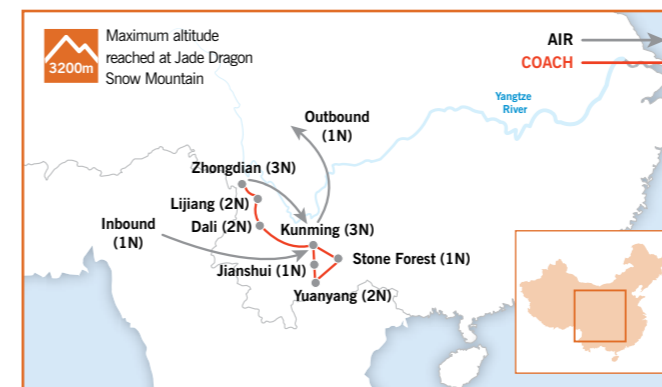 Maximum altitude
reached at Jade Dragon
Snow Mountain
3200m
AIR
COACH
Yangtze
River
Outbound
(1N)
Zhongdian (3N)
Lijiang (2N)
Dali (2N)
Kunming (3N)
Inbound
(1N)
Stone Forest (1N)
Jianshui (1N)
Yuanyang (2N)